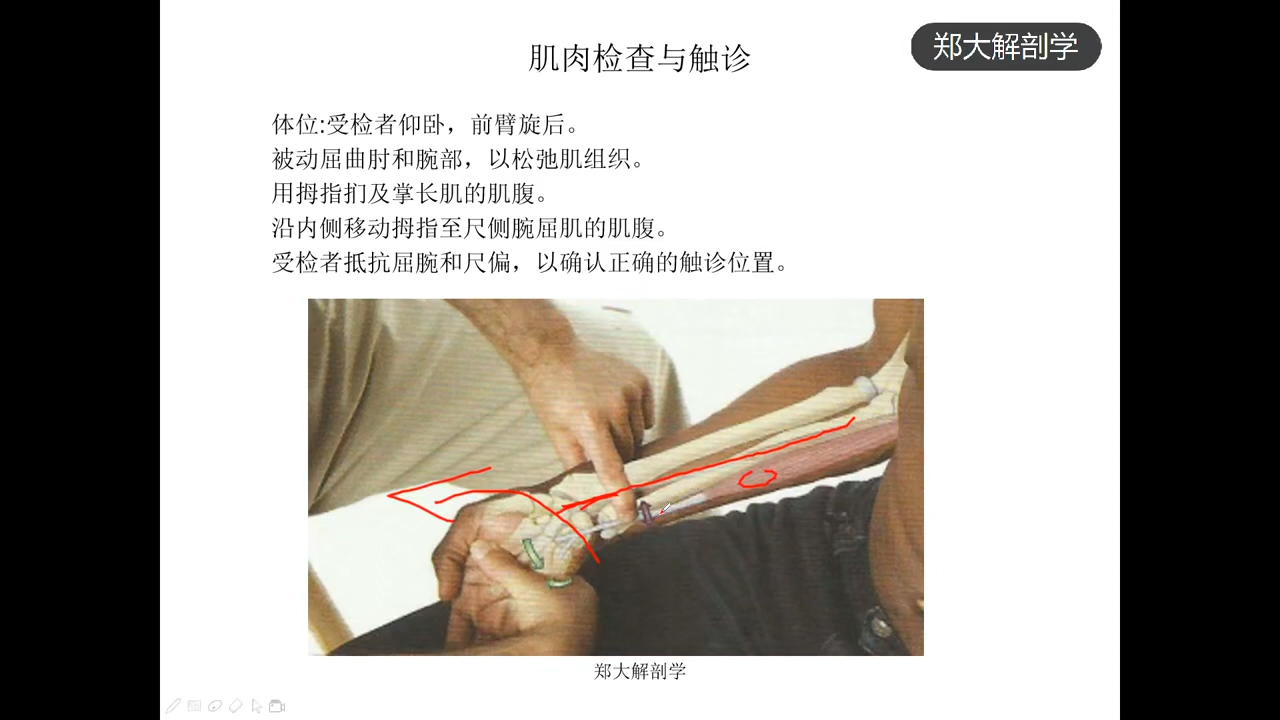 郑大解剖学
肌肉检查与触诊
体位:受检者仰卧，前臂旋后。
被动屈曲肘和腕部，以松弛肌组织。
用拇指扪及掌长肌的肌腹。
沿内侧移动拇指至尺侧腕屈肌的肌腹。
受检者抵抗屈腕和尺偏，以确认正确的触诊位置。
郑大解剖学